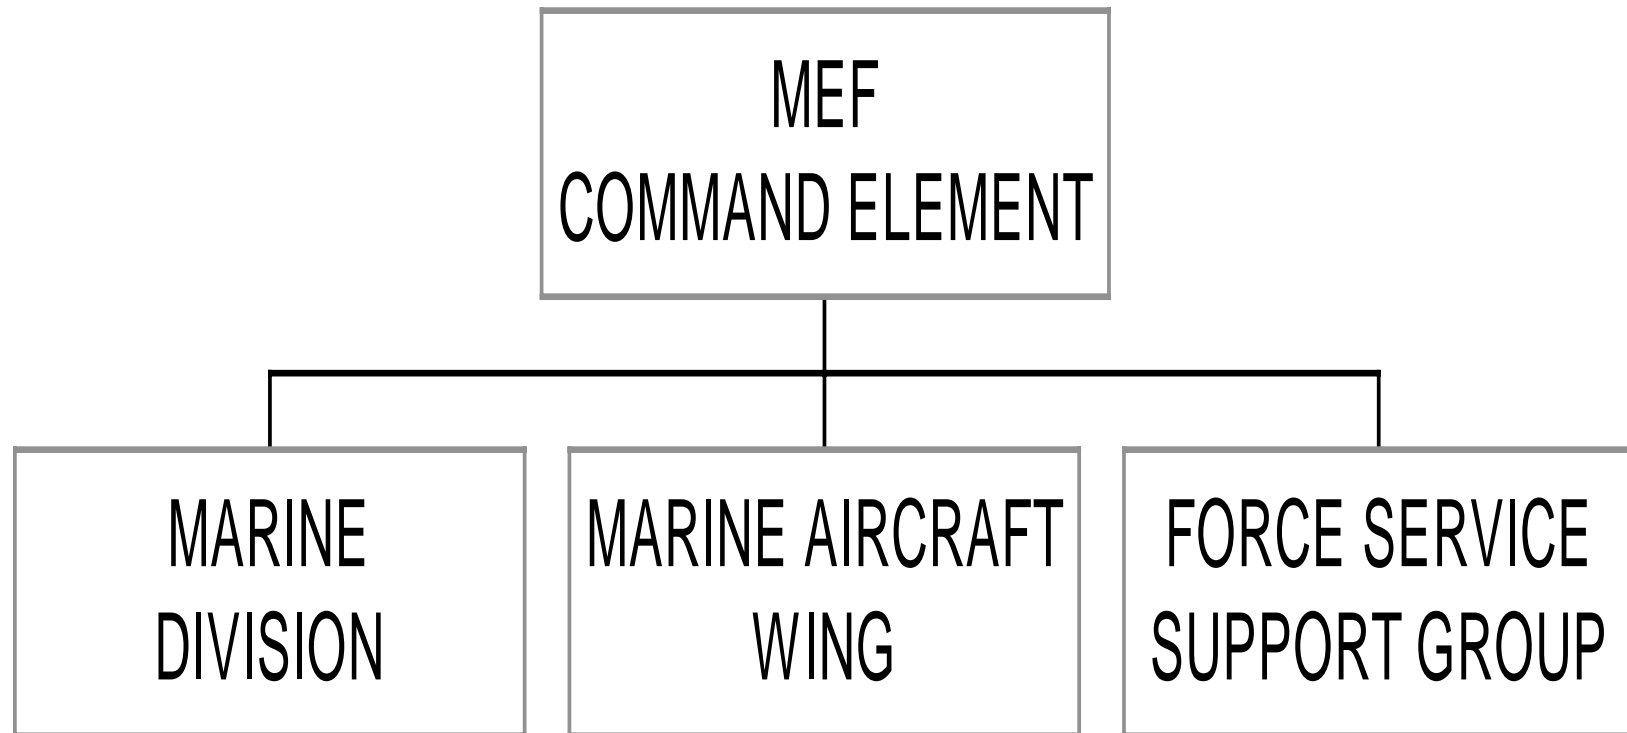 MEF
COMMAND ELEMENT
MARINE
DIVISION
MARINE AIRCRAFT
WING
FORCE SERVICE
SUPPORT GROUP